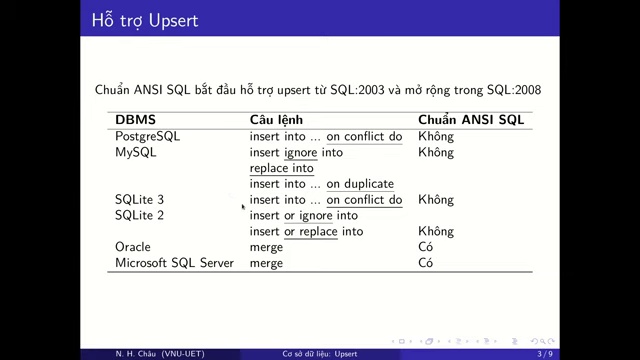 Hỗ trợ Upsert
Chuẩn ANSI SQL bắt đầu hỗ trợ upsert từ SQL:2003 và mở rộng trong SQL:2008
DBMS Câu lệnh Chuẩn ANSI SQL
PostgreSQL insert into ... on conflict do Không
MySQL insert ignore into Không
replace into
insert into ... on duplicate
SQLite 3 insert into ... on conflict do Không
SQLite 2 insert or ignore into
insert or replace into Không
Oracle merge Có
Microsoft SQL Server merge Có
N. H. Châu (VNU-UET) Cơ sở dữ liệu: Upsert 3 / 9